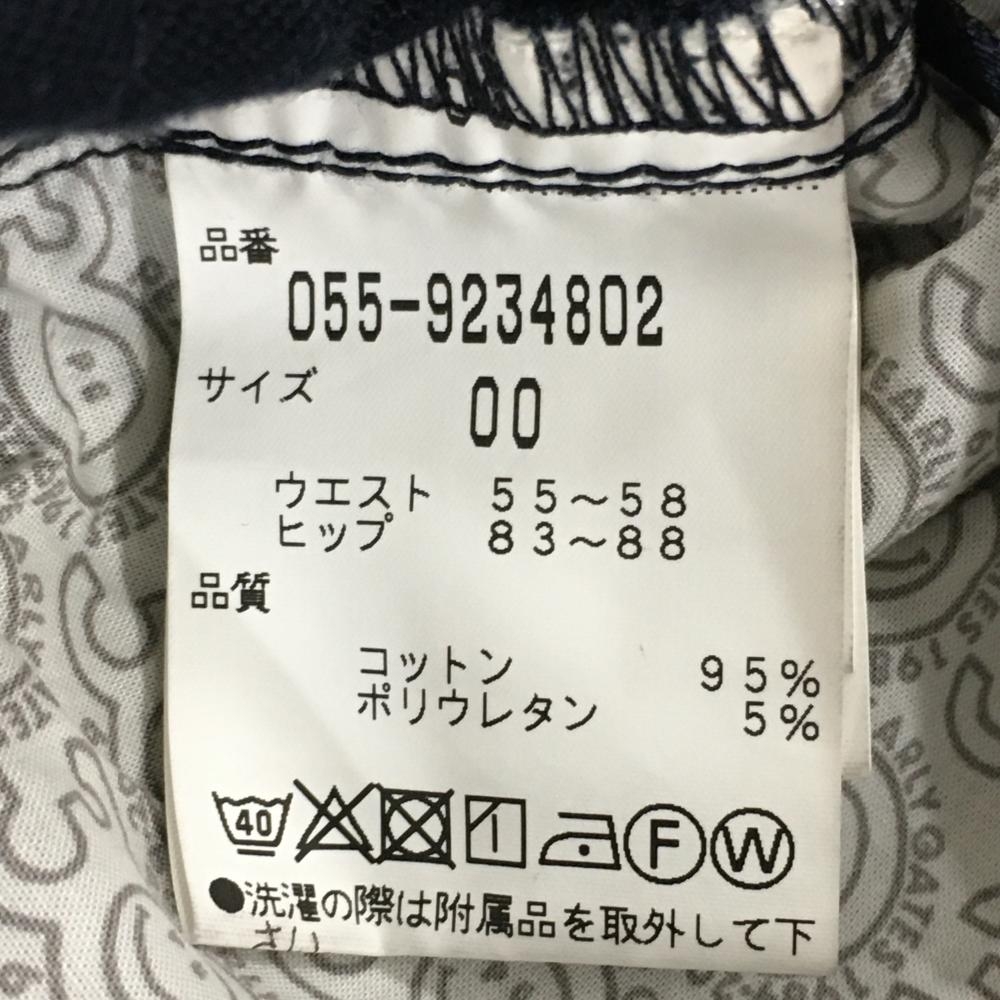 品番
055-9234802
サイズ
00
ウエスト 55~58
ヒップ 83~88
品質
コットン 95%
ポリウレタン 5%
40 F W
●洗濯の際は附属品を取外して下
さい